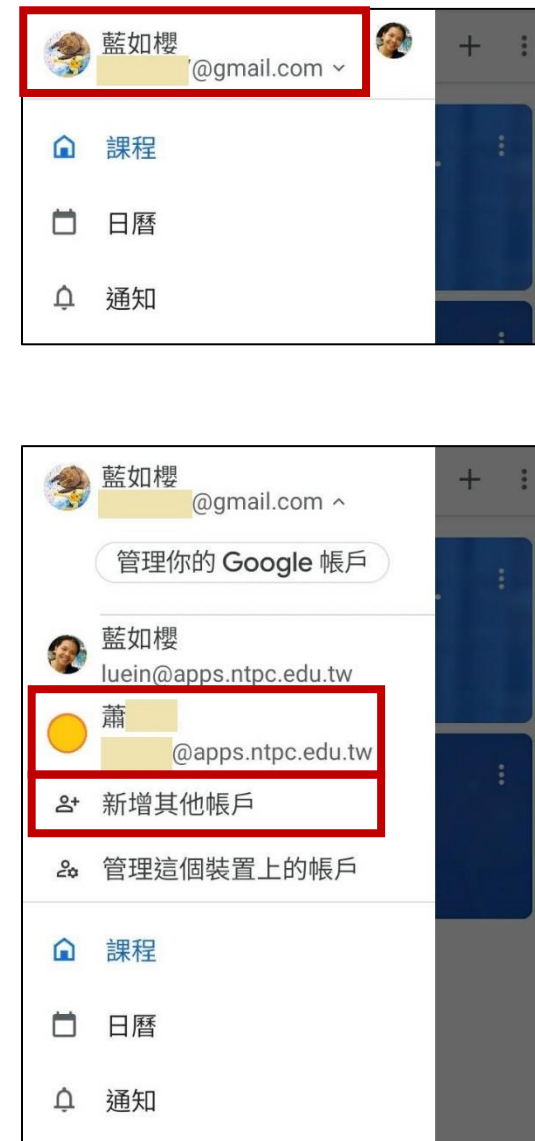 藍如櫻
7@gmail.com
課程
日曆
通知
藍如櫻
@gmail.com
管理你的 Google 帳戶
藍如櫻
luein@apps.ntpc.edu.tw
蕭
@apps.ntpc.edu.tw
新增其他帳戶
管理這個裝置上的帳戶
課程
日曆
通知